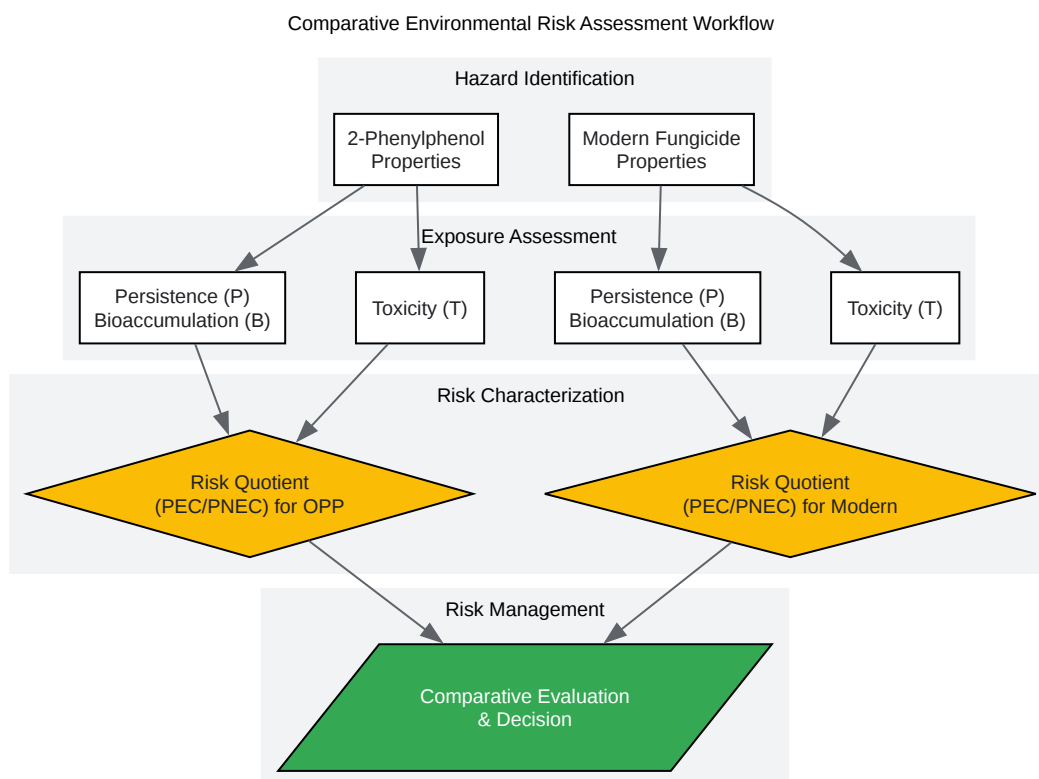 Comparative Environmental Risk Assessment Workflow
Hazard Identification
2-Phenylphenol
Properties
Modern Fungicide
Properties
Exposure Assessment
Persistence (P)
Bioaccumulation (B)
Toxicity (T)
Persistence (P)
Bioaccumulation (B)
Toxicity (T)
Risk Characterization
Risk Quotient
(PEC/PNEC) for OPP
Risk Quotient
(PEC/PNEC) for Modern
Risk Management
Comparative Evaluation
& Decision